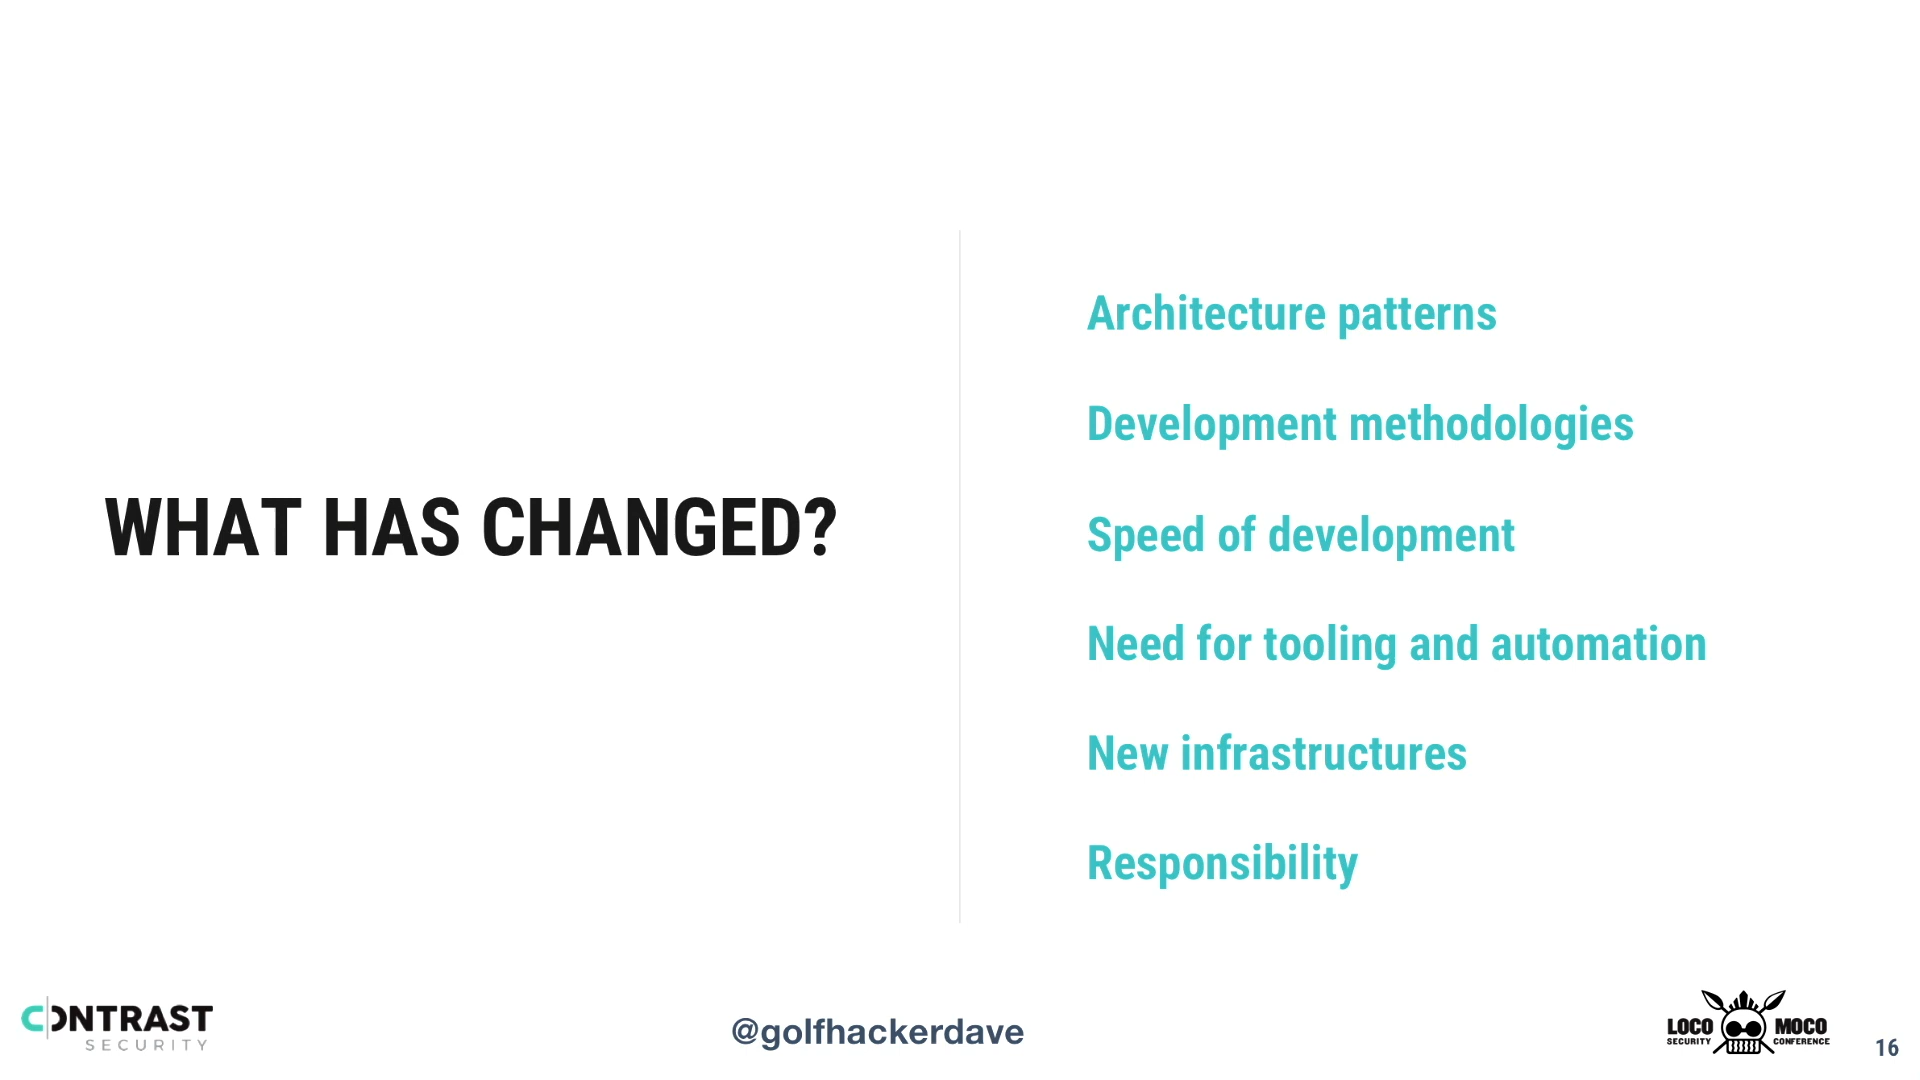 WHAT HAS CHANGED?
Architecture patterns
Development methodologies
Speed of development
Need for tooling and automation
New infrastructures
Responsibility
CONTRAST
SECURITY
@golfhackerdave
LOCO MOCO
SECURITY CONFERENCE
16